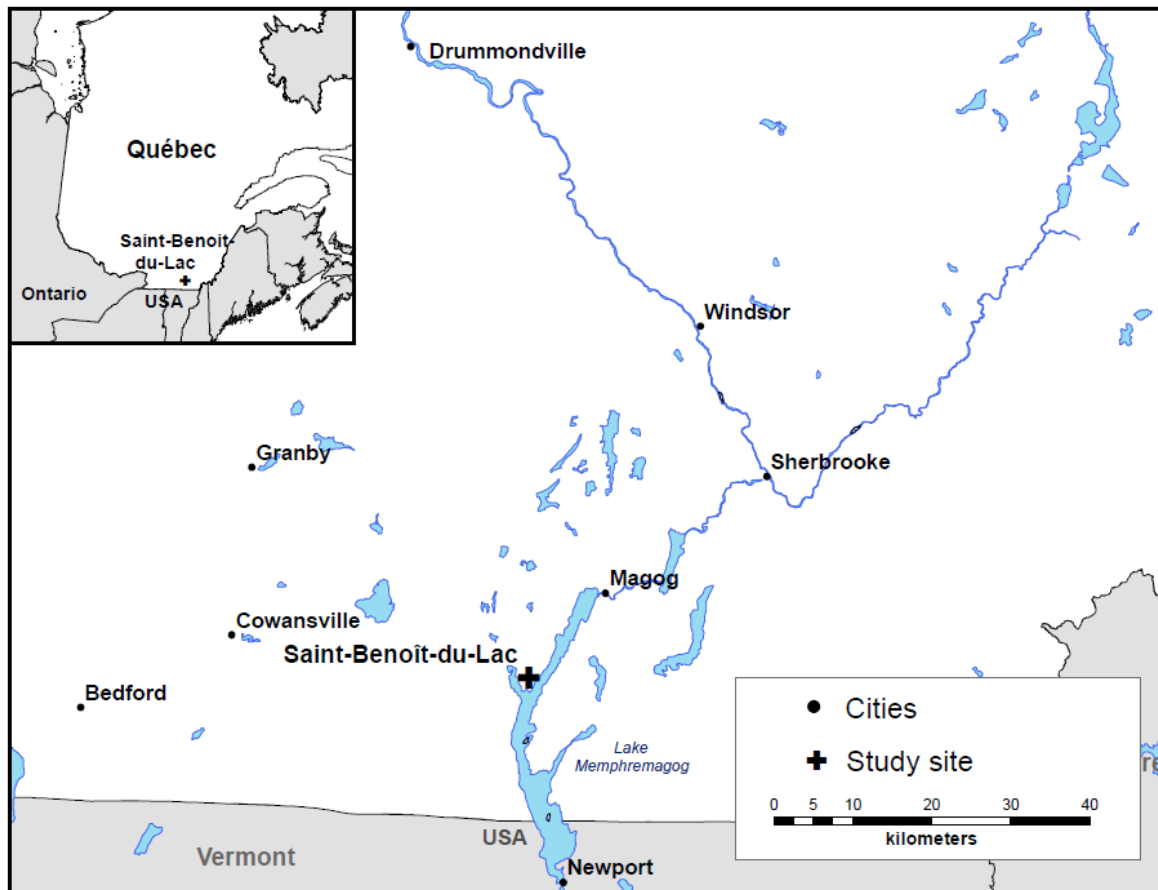 Drummondville
Québec
Saint-Benoit-
du-Lac
Ontario
USA
Windsor
Granby
Sherbrooke
Magog
Cowansville
Saint-Benoît-du-Lac
Bedford
Lake
Memphremagog
Cities
Study site
0 5 10 20 30 40
kilometers
re
USA
Vermont
Newport